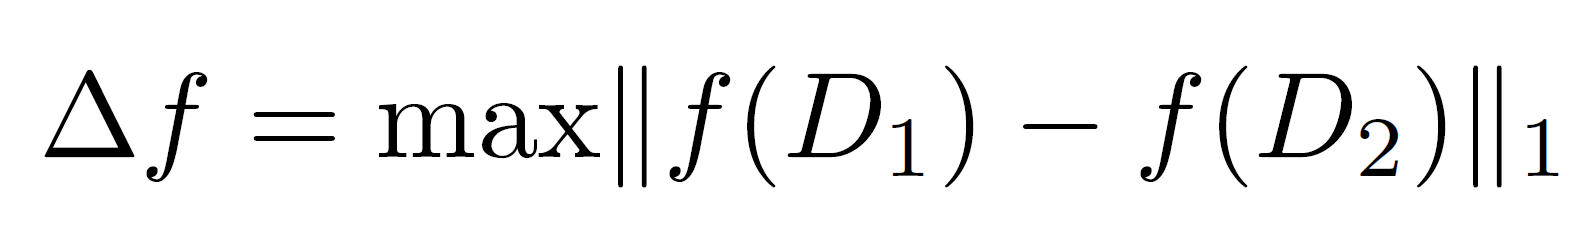 Δf = max‖f(D₁) − f(D₂)‖₁